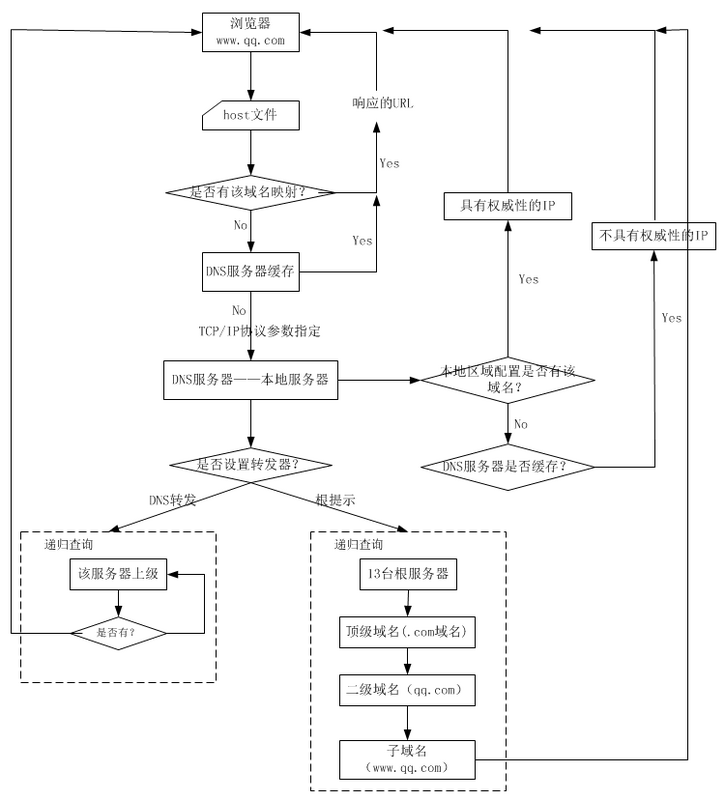 浏览器
www.qq.com
host文件
响应的URL
Yes
是否有该域名映射？
No
Yes
DNS服务器缓存
No
TCP/IP协议参数指定
具有权威性的IP
不具有权威性的IP
Yes
Yes
DNS服务器——本地服务器
本地区域配置是否有该
域名？
No
是否设置转发器？
DNS服务器是否缓存？
DNS转发
根提示
递归查询
该服务器上级
是否有？
递归查询
13台根服务器
顶级域名(.com域名)
二级域名（qq.com）
子域名
（www.qq.com）